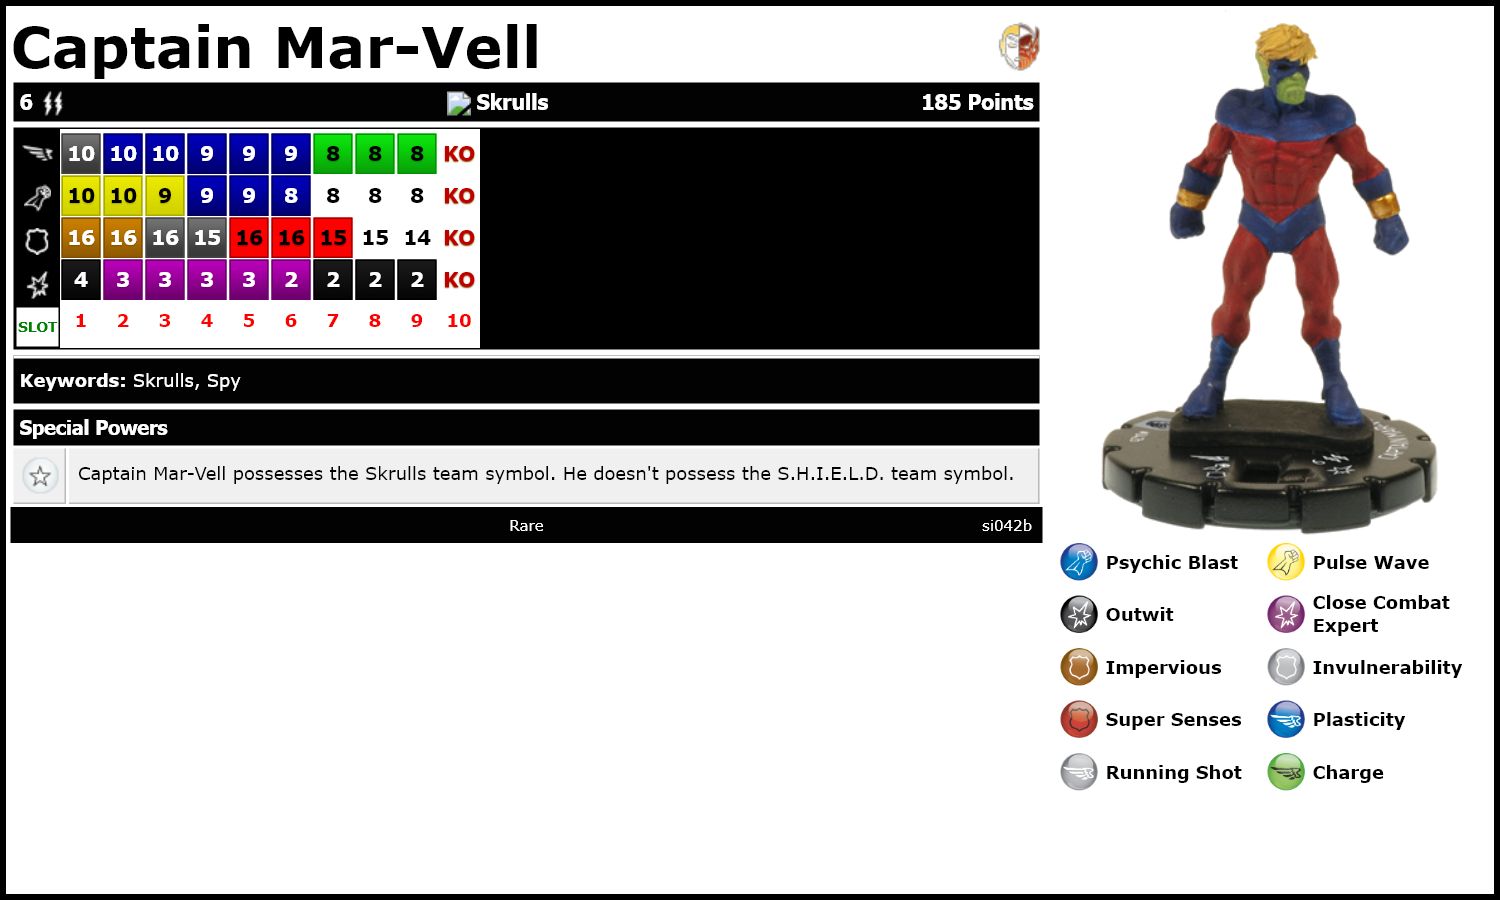 Captain Mar-Vell
6 Skrulls 185 Points
10 10 10 9 9 9 8 8 8 KO
10 10 9 9 9 8 8 8 8 KO
16 16 16 15 16 16 15 15 14 KO
4 3 3 3 3 2 2 2 2 KO
SLOT 1 2 3 4 5 6 7 8 9 10
Keywords: Skrulls, Spy
Special Powers
Captain Mar-Vell possesses the Skrulls team symbol. He doesn't possess the S.H.I.E.L.D. team symbol.
Rare si042b
Psychic Blast Pulse Wave
Outwit Close Combat
Expert
Impervious Invulnerability
Super Senses Plasticity
Running Shot Charge